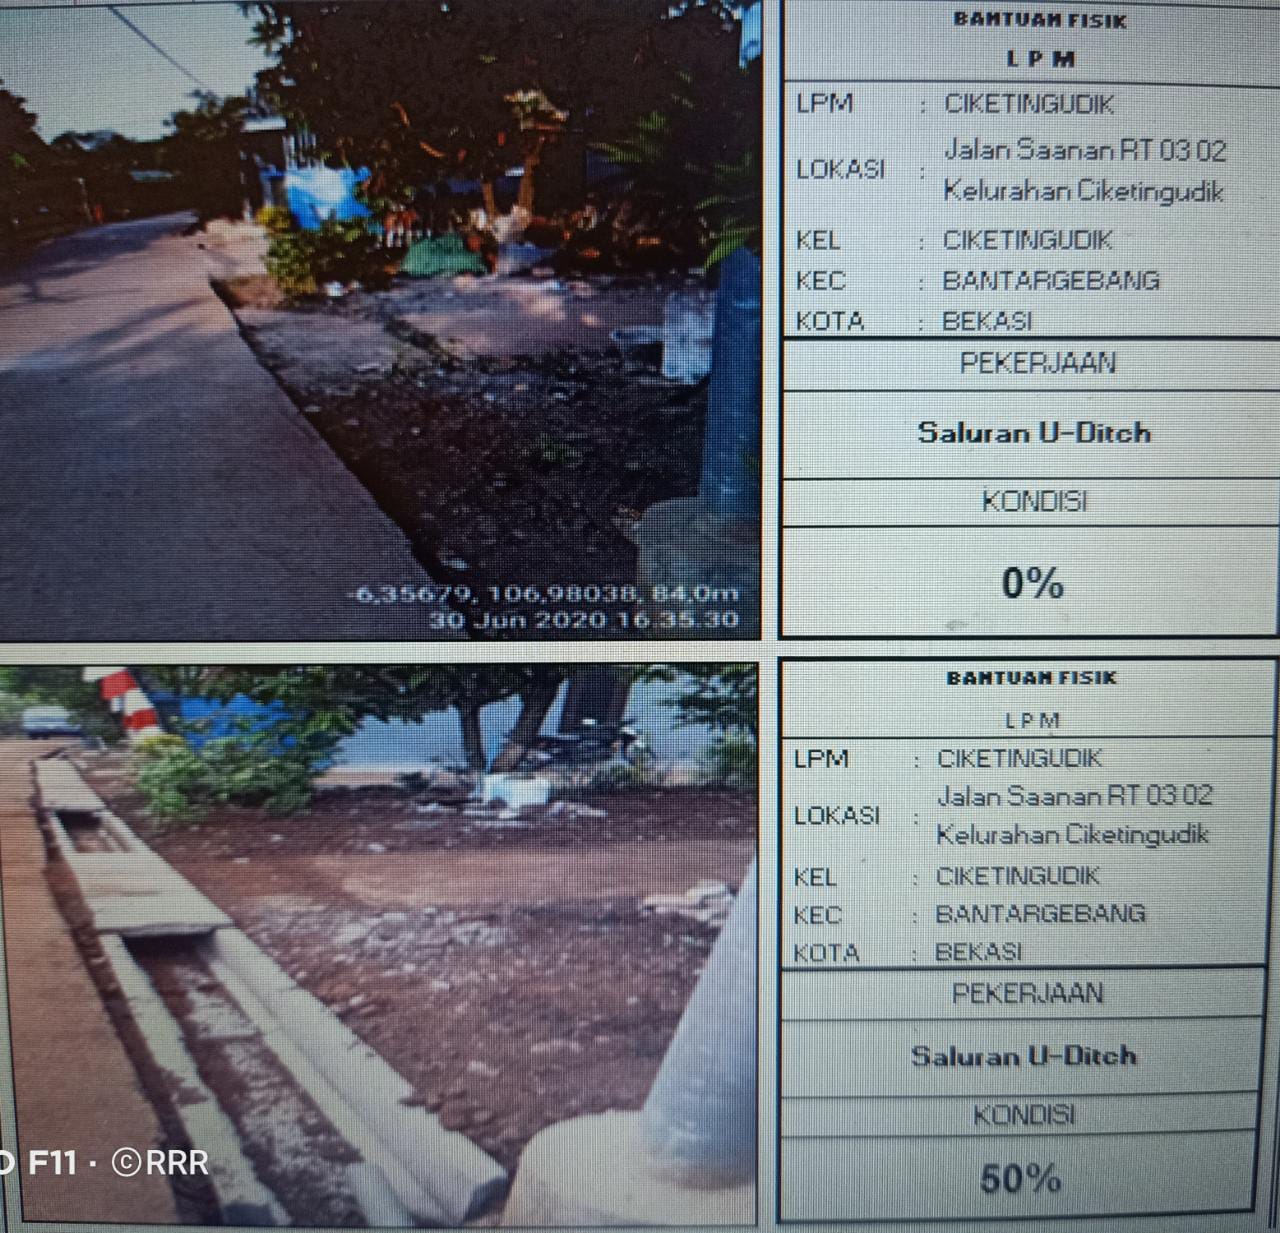 BANTUAN FISIK
L P M
LPM : CIKETINGUDIK
LOKASI : Jalan Saanan RT 03 02
Kelurahan Ciketingudik
KEL : CIKETINGUDIK
KEC : BANTARGEBANG
KOTA : BEKASI
PEKERJAAN
Saluran U-Ditch
KONDISI
0%
-6,35679, 106,98038, 84,0m
30 Jun 2020 16.35.30
BANTUAN FISIK
L P M
LPM : CIKETINGUDIK
LOKASI : Jalan Saanan RT 03 02
Kelurahan Ciketingudik
KEL : CIKETINGUDIK
KEC : BANTARGEBANG
KOTA : BEKASI
PEKERJAAN
Saluran U-Ditch
KONDISI
50%
F11 · ©RRR